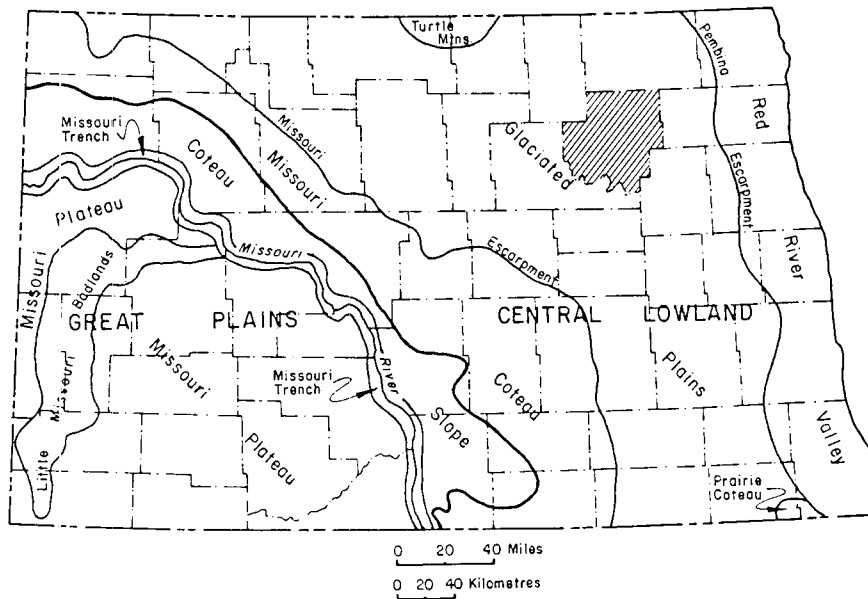 Turtle
Mtns
Pembina
Red
Missouri
Trench
Missouri
Glaciated
Coteau
Missouri
Escarpment
Plateau
Missouri
Escarpment
River
Badlands
Missouri
GREAT PLAINS
CENTRAL LOWLAND
Missouri
Missouri
Trench
River
Plains
Missouri
Slope
Coteau
Little
Plateau
Valley
Prairie
Coteau
0 20 40 Miles
0 20 40 Kilometres